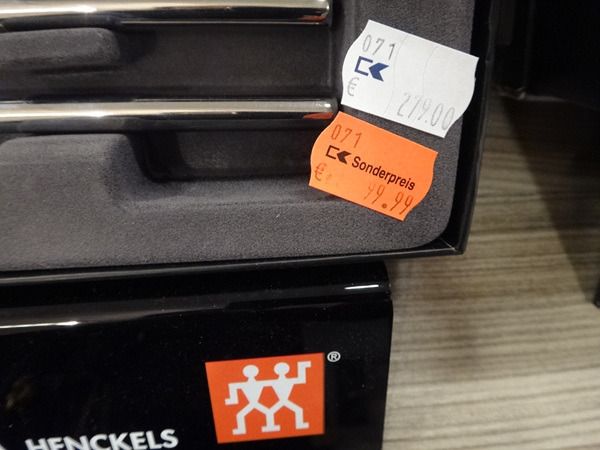 071
€ 279.00
071
Sonderpreis
€ 99.99
®
HENCKELS